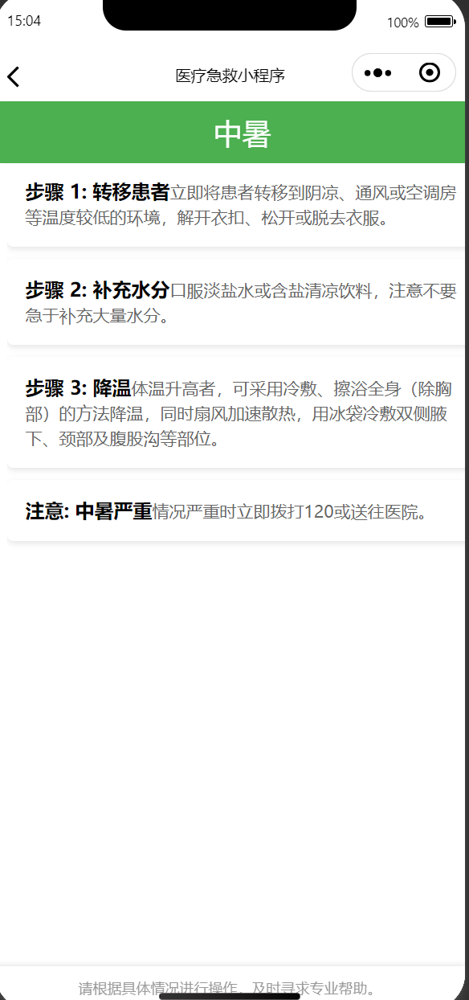 15:04
100%
医疗急救小程序
中暑
步骤 1: 转移患者立即将患者转移到阴凉、通风或空调房
等温度较低的环境，解开衣扣、松开或脱去衣服。
步骤 2: 补充水分口服淡盐水或含盐清凉饮料，注意不要
急于补充大量水分。
步骤 3: 降温体温升高者，可采用冷敷、擦浴全身（除胸
部）的方法降温，同时扇风加速散热，用冰袋冷敷双侧腋
下、颈部及腹股沟等部位。
注意: 中暑严重情况严重时立即拨打120或送往医院。
请根据具体情况进行操作，及时寻求专业帮助。